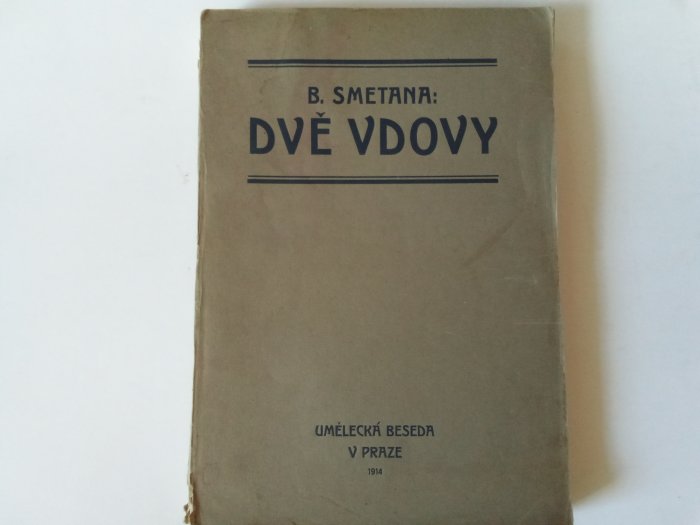 B. SMETANA:
DVĚ VDOVY
UMĚLECKÁ BESEDA
V PRAZE
1914